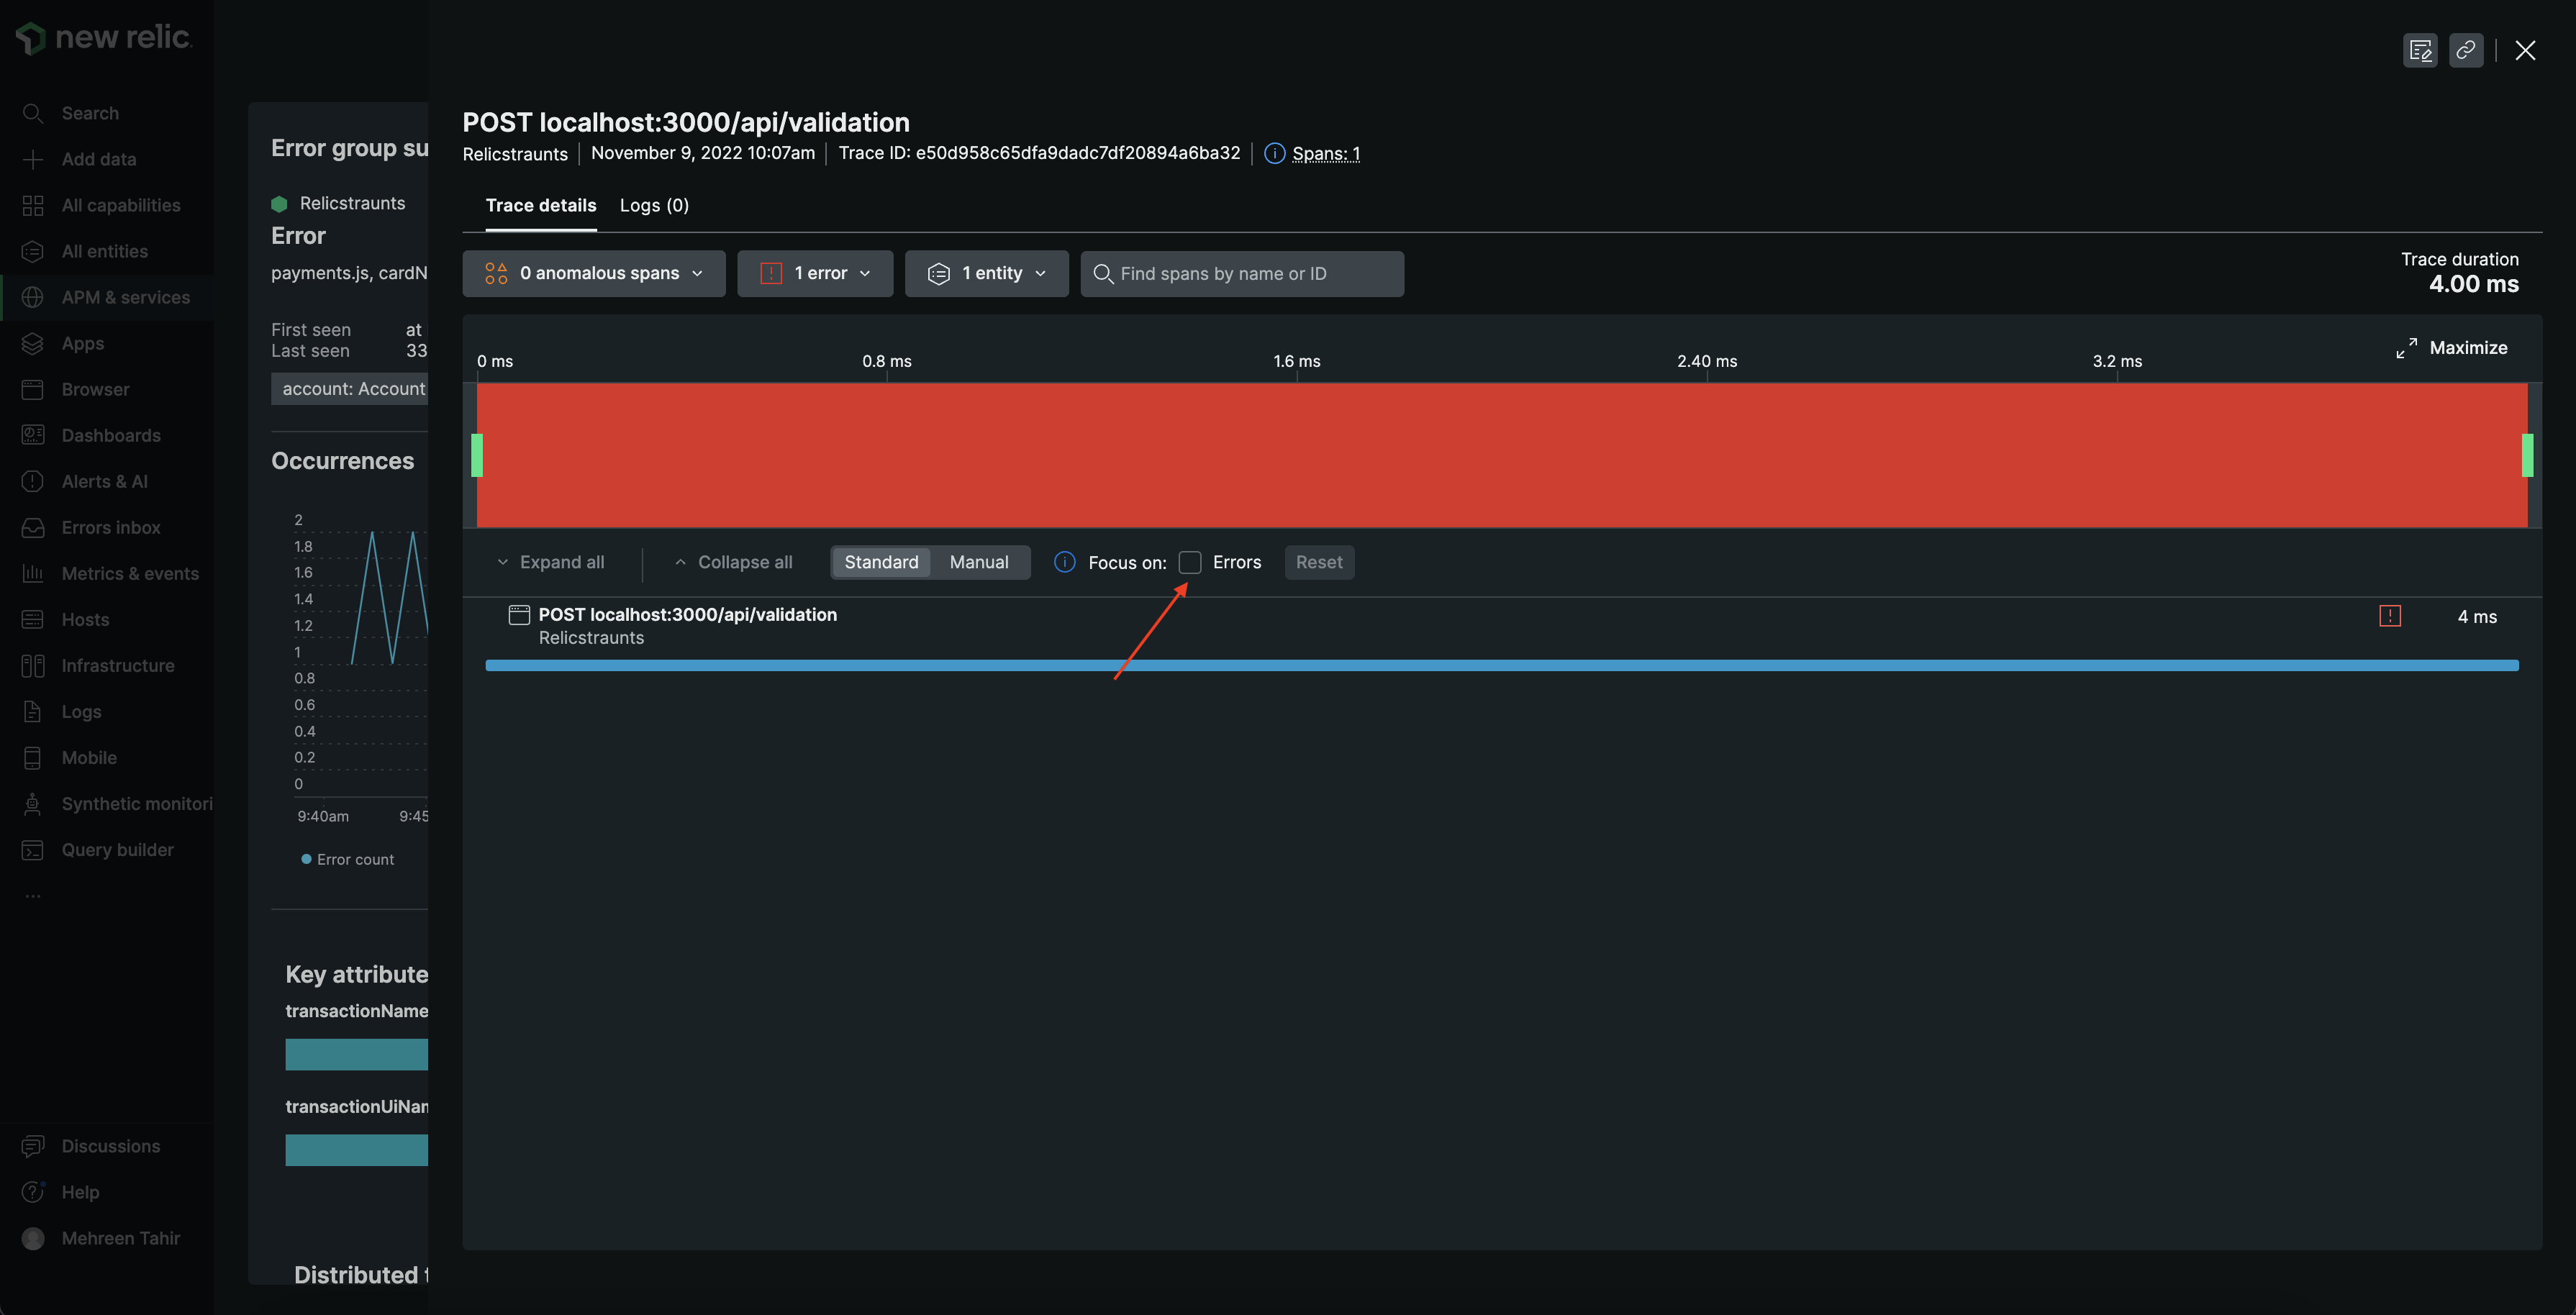 new relic.
Search
Add data
All capabilities
All entities
APM & services
Apps
Browser
Dashboards
Alerts & AI
Errors inbox
Metrics & events
Hosts
Infrastructure
Logs
Mobile
Synthetic monitori
Query builder
...
Discussions
Help
Mehreen Tahir
Error group su
Relicstraunts
Error
payments.js, cardN
First seen at
Last seen 33
account: Account
Occurrences
2
1.8
1.6
1.4
1.2
1
0.8
0.6
0.4
0.2
0
9:40am 9:45
Error count
Key attribute
transactionName
transactionUiNam
Distributed t
POST localhost:3000/api/validation
Relicstraunts November 9, 2022 10:07am Trace ID: e50d958c65dfa9dadc7df20894a6ba32 Spans: 1
Trace details Logs (0)
0 anomalous spans 1 error 1 entity Find spans by name or ID
Trace duration
4.00 ms
Maximize
0 ms 0.8 ms 1.6 ms 2.40 ms 3.2 ms
Expand all Collapse all Standard Manual Focus on: Errors Reset
POST localhost:3000/api/validation 4 ms
Relicstraunts